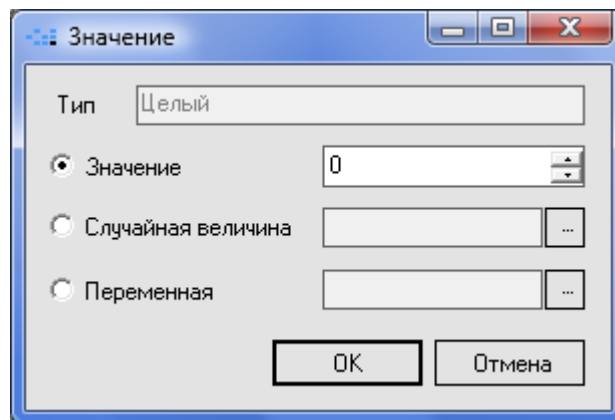 Значение
Тип Целый
Значение 0
Случайная величина ...
Переменная ...
OK Отмена